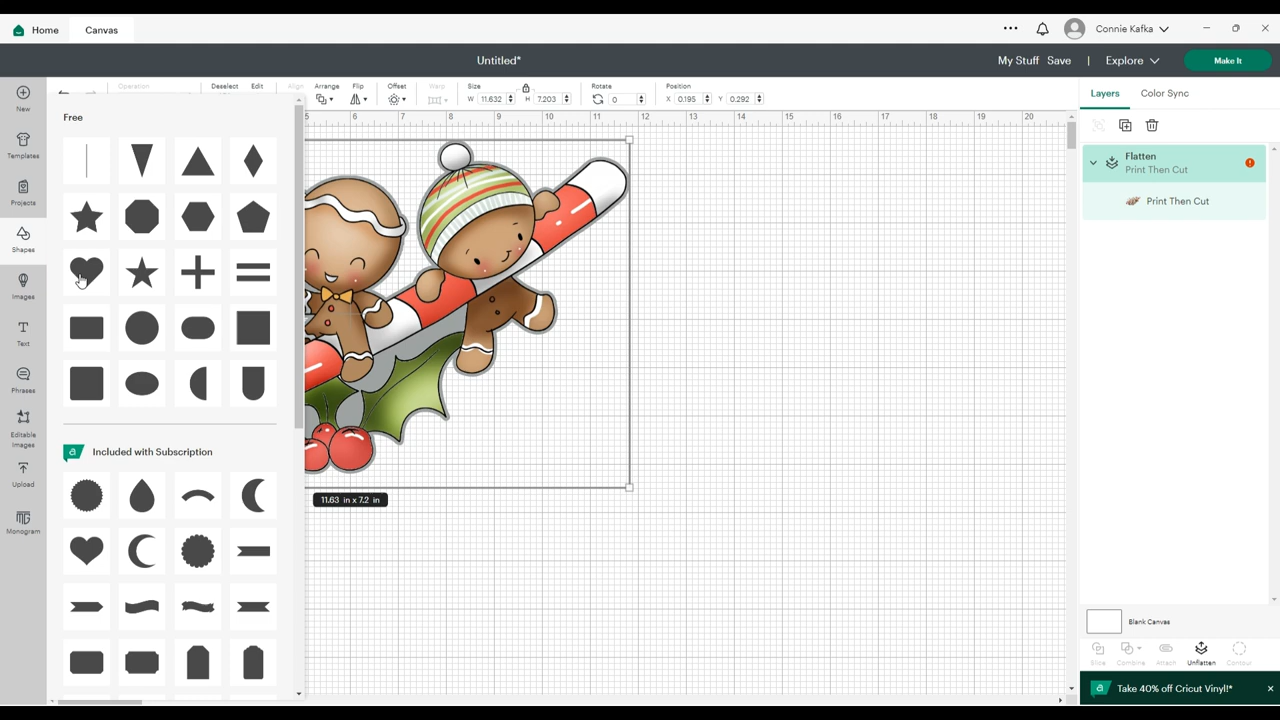 Home
Canvas
Connie Kafka
Untitled*
My Stuff
Save
|
Explore
Make It
New
Templates
Projects
Shapes
Images
Text
Phrases
Editable
Images
Upload
Monogram
Operation
Deselect
Edit
Align
Arrange
Flip
Offset
Warp
Size
W 11.632
H 7.203
Rotate
0
Position
X 0.195
Y 0.292
Free
a Included with Subscription
5 6 7 8 9 10 11 12 13 14 15 16 17 18 19 20
11.63 in x 7.2 in
Layers
Color Sync
Flatten
Print Then Cut
Print Then Cut
Blank Canvas
Slice
Combine
Attach
Unflatten
Contour
a Take 40% off Cricut Vinyl!*